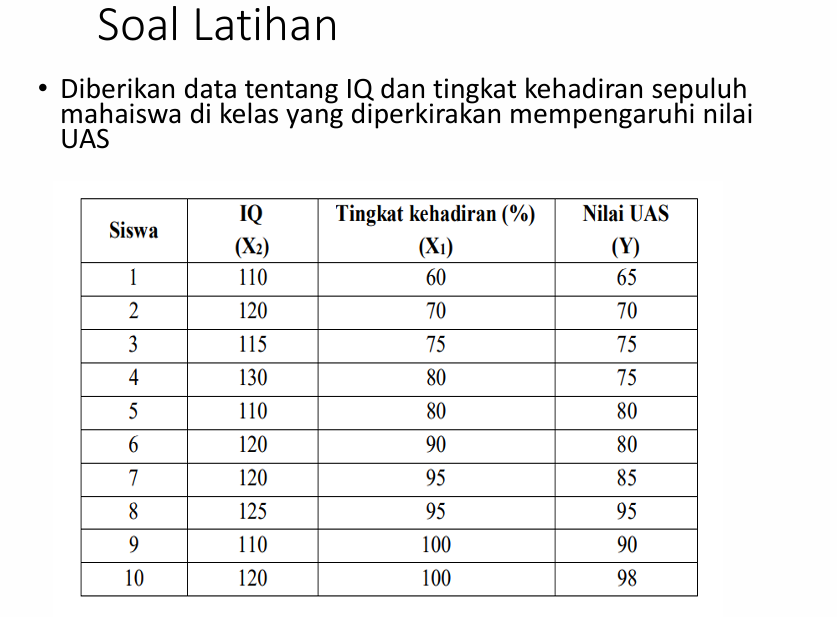 Soal Latihan
• Diberikan data tentang IQ dan tingkat kehadiran sepuluh
mahaiswa di kelas yang diperkirakan mempengaruhi nilai
UAS
Siswa IQ (X2) Tingkat kehadiran (%) (X1) Nilai UAS (Y)
1 110 60 65
2 120 70 70
3 115 75 75
4 130 80 75
5 110 80 80
6 120 90 80
7 120 95 85
8 125 95 95
9 110 100 90
10 120 100 98